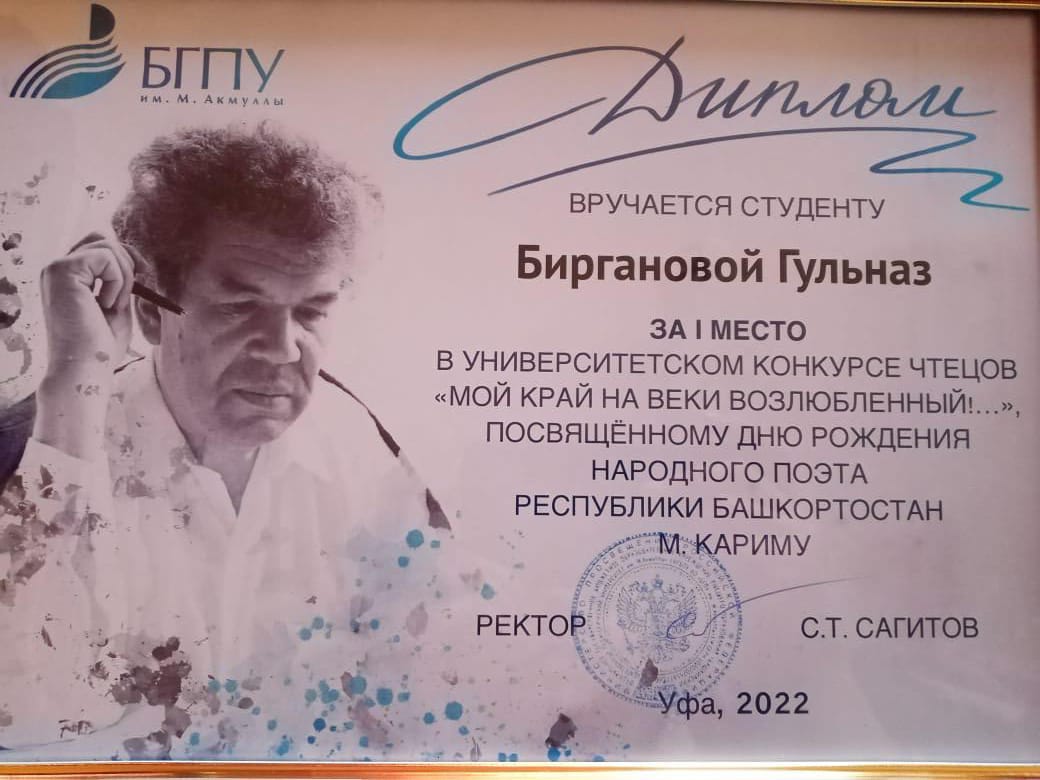 БГПУ
им. М. Акмуллы
Диплом
ВРУЧАЕТСЯ СТУДЕНТУ
Биргановой Гульназ
ЗА I МЕСТО
В УНИВЕРСИТЕТСКОМ КОНКУРСЕ ЧТЕЦОВ
«МОЙ КРАЙ НА ВЕКИ ВОЗЛЮБЛЕННЫЙ!...»,
ПОСВЯЩЁННОМУ ДНЮ РОЖДЕНИЯ
НАРОДНОГО ПОЭТА
РЕСПУБЛИКИ БАШКОРТОСТАН
М. КАРИМУ
РЕКТОР
С.Т. САГИТОВ
Уфа, 2022